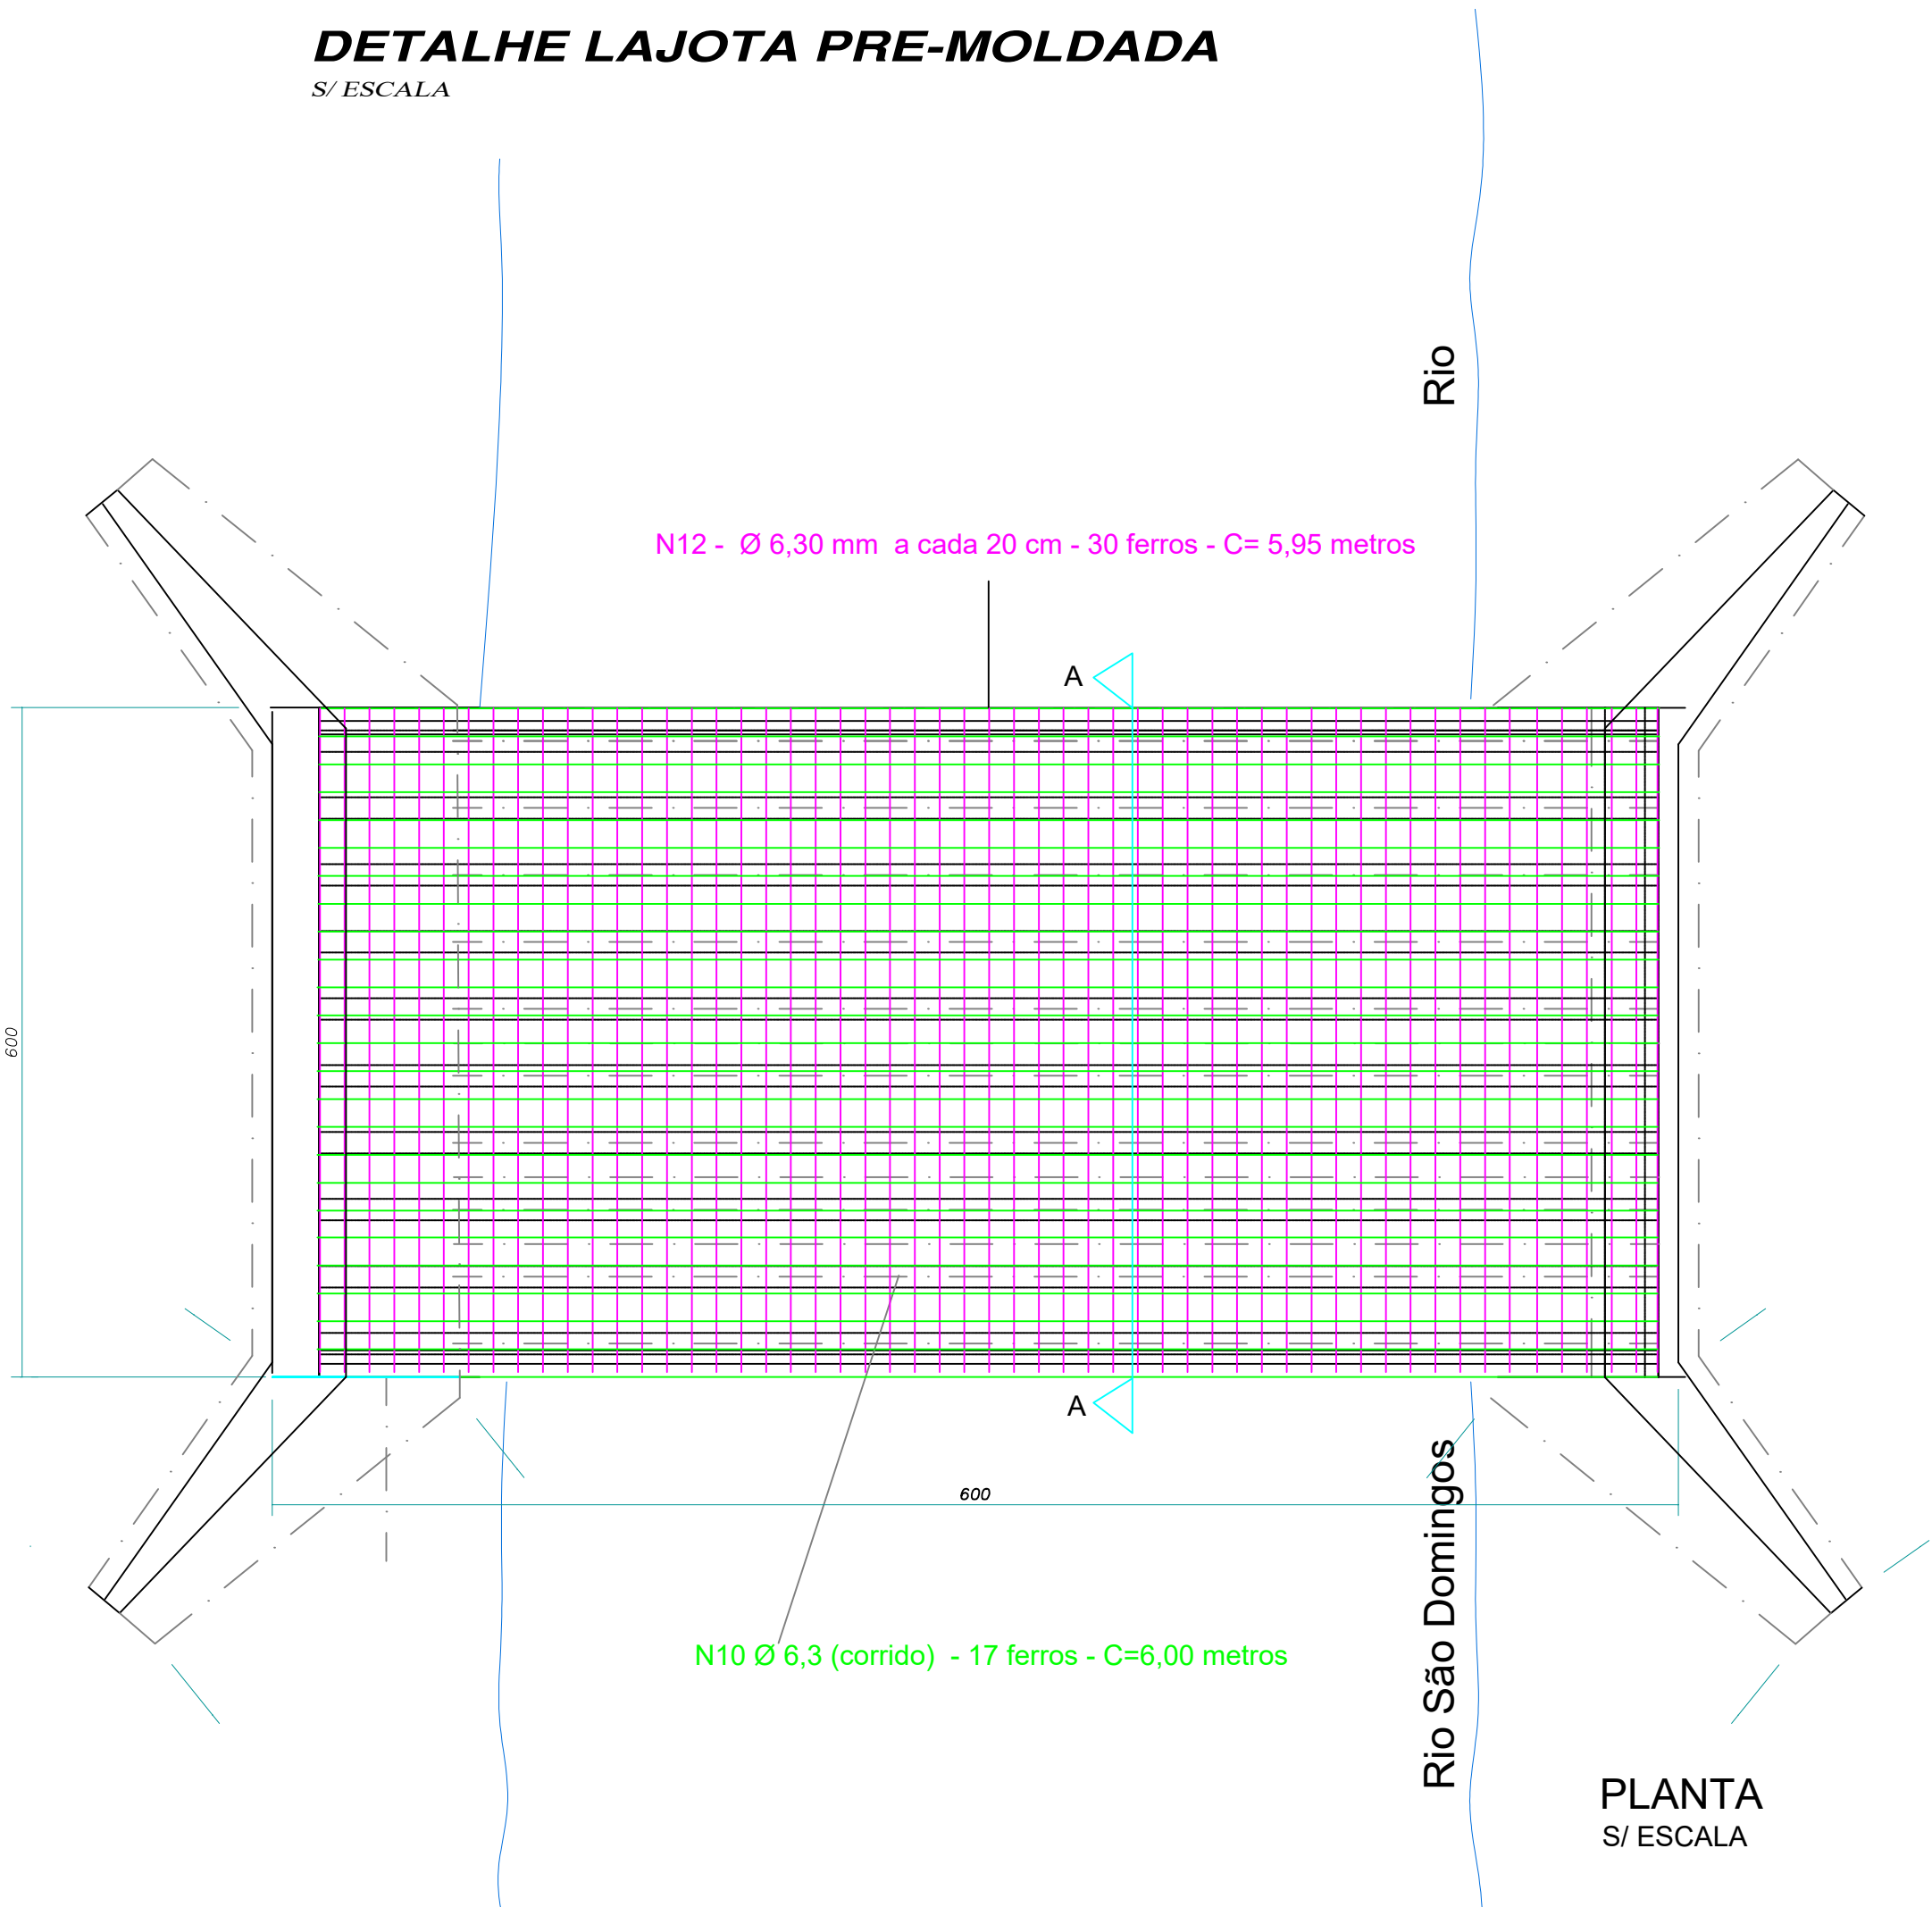 DETALHE LAJOTA PRE-MOLDADA
S/ ESCALA
Rio
N12 -  Ø 6,30 mm  a cada 20 cm - 30 ferros - C= 5,95 metros
A
600
A
600
Rio São Domingos
N10 Ø 6,3 (corrido)  - 17 ferros - C=6,00 metros
PLANTA
S/ ESCALA